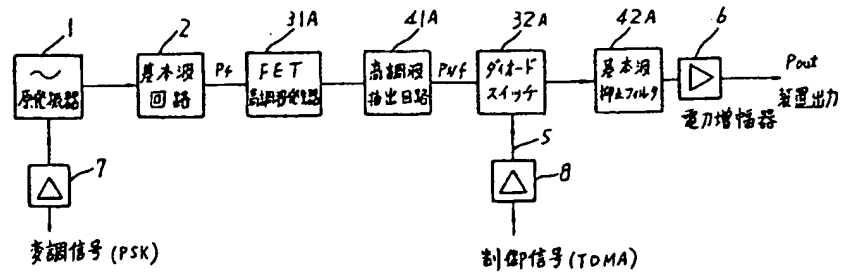 1
2
31A
41A
32A
42A
6
原発振器
基本波
回路
Pf
FET
高調波発生器
高調波
抽出回路
PNf
ダイオード
スイッチ
基本波
抑止フィルタ
電力増幅器
Pout
装置出力
7
5
8
変調信号(PSK)
制御信号(TDMA)